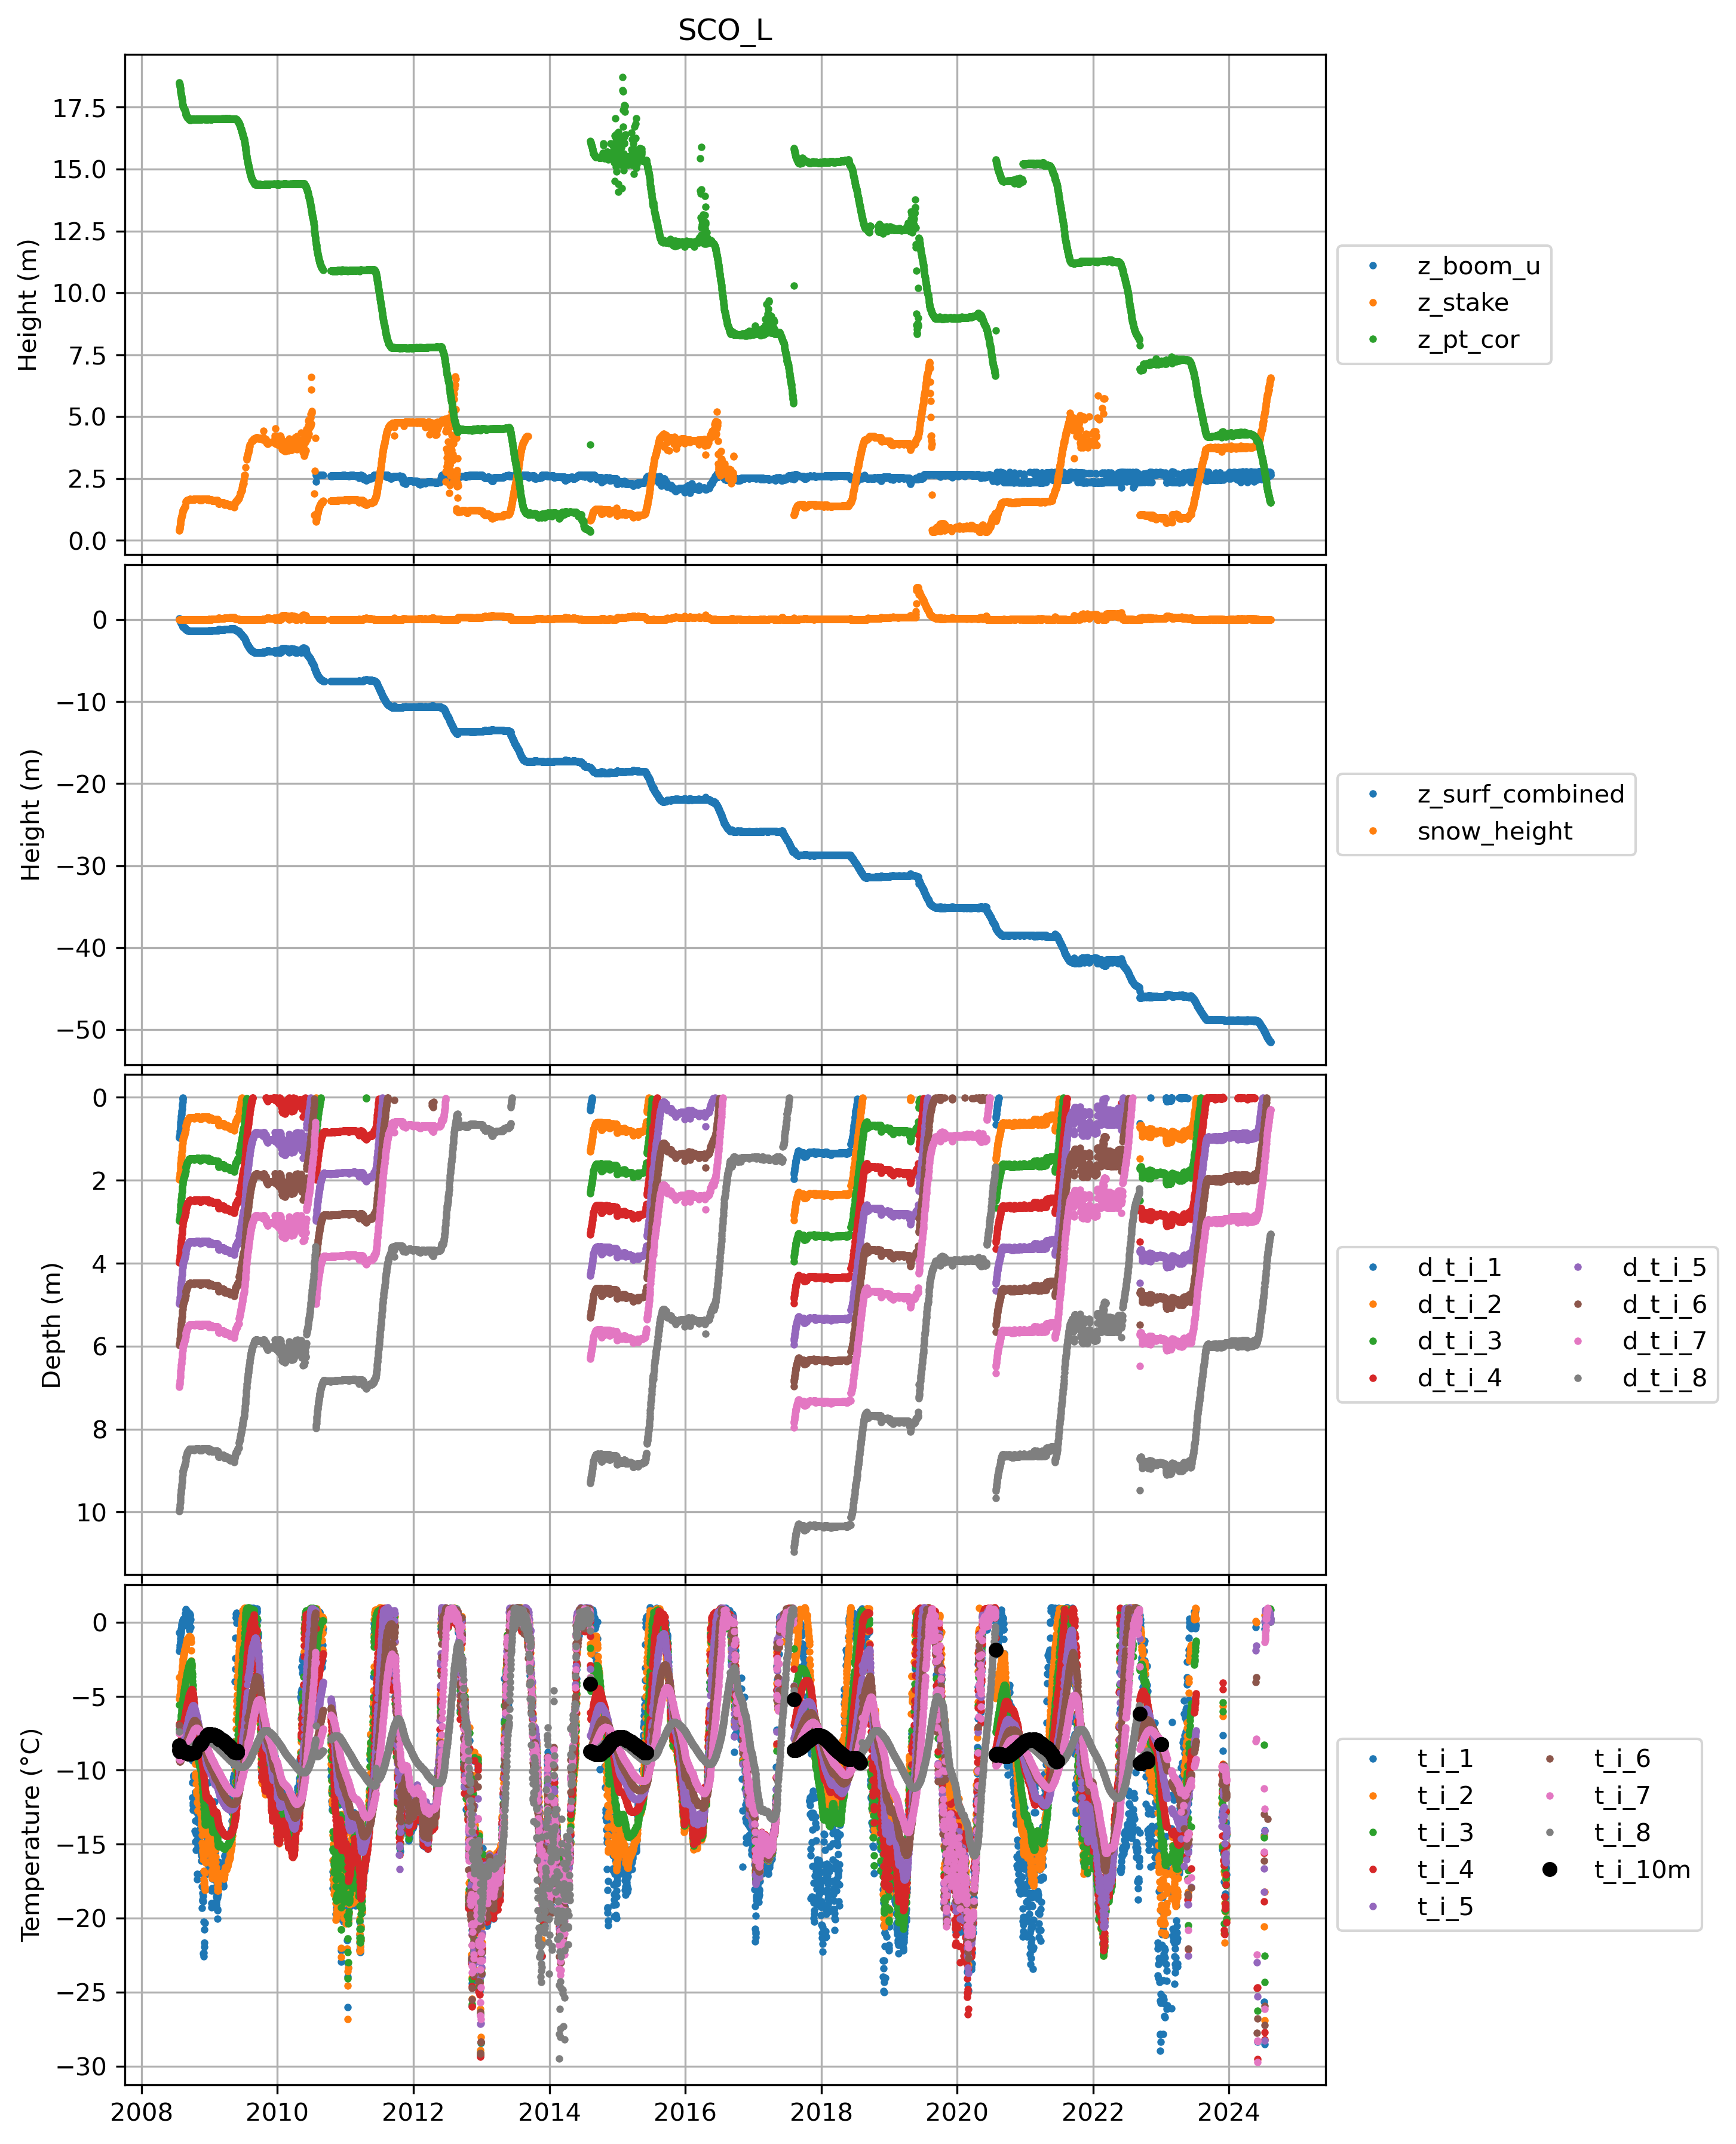 SCO_L
Height (m)
17.5
15.0
12.5
10.0
7.5
5.0
2.5
0.0
z_boom_u
z_stake
z_pt_cor
Height (m)
0
−10
−20
−30
−40
−50
z_surf_combined
snow_height
Depth (m)
0
2
4
6
8
10
d_t_i_1
d_t_i_2
d_t_i_3
d_t_i_4
d_t_i_5
d_t_i_6
d_t_i_7
d_t_i_8
Temperature (°C)
0
−5
−10
−15
−20
−25
−30
t_i_1
t_i_2
t_i_3
t_i_4
t_i_5
t_i_6
t_i_7
t_i_8
t_i_10m
2008 2010 2012 2014 2016 2018 2020 2022 2024